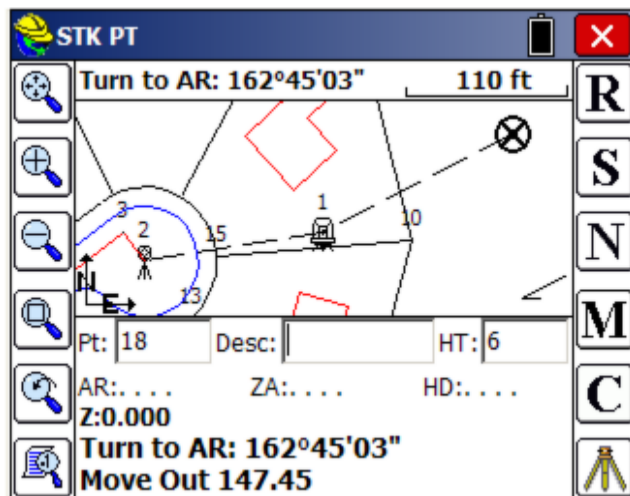 STK PT
Turn to AR: 162°45'03" 110 ft
R
S
N
M
C
1
10
3
2
15
13
N
E
Pt: 18 Desc: HT: 6
AR:. . . . ZA:. . . . HD:. . . .
Z:0.000
Turn to AR: 162°45'03"
Move Out 147.45